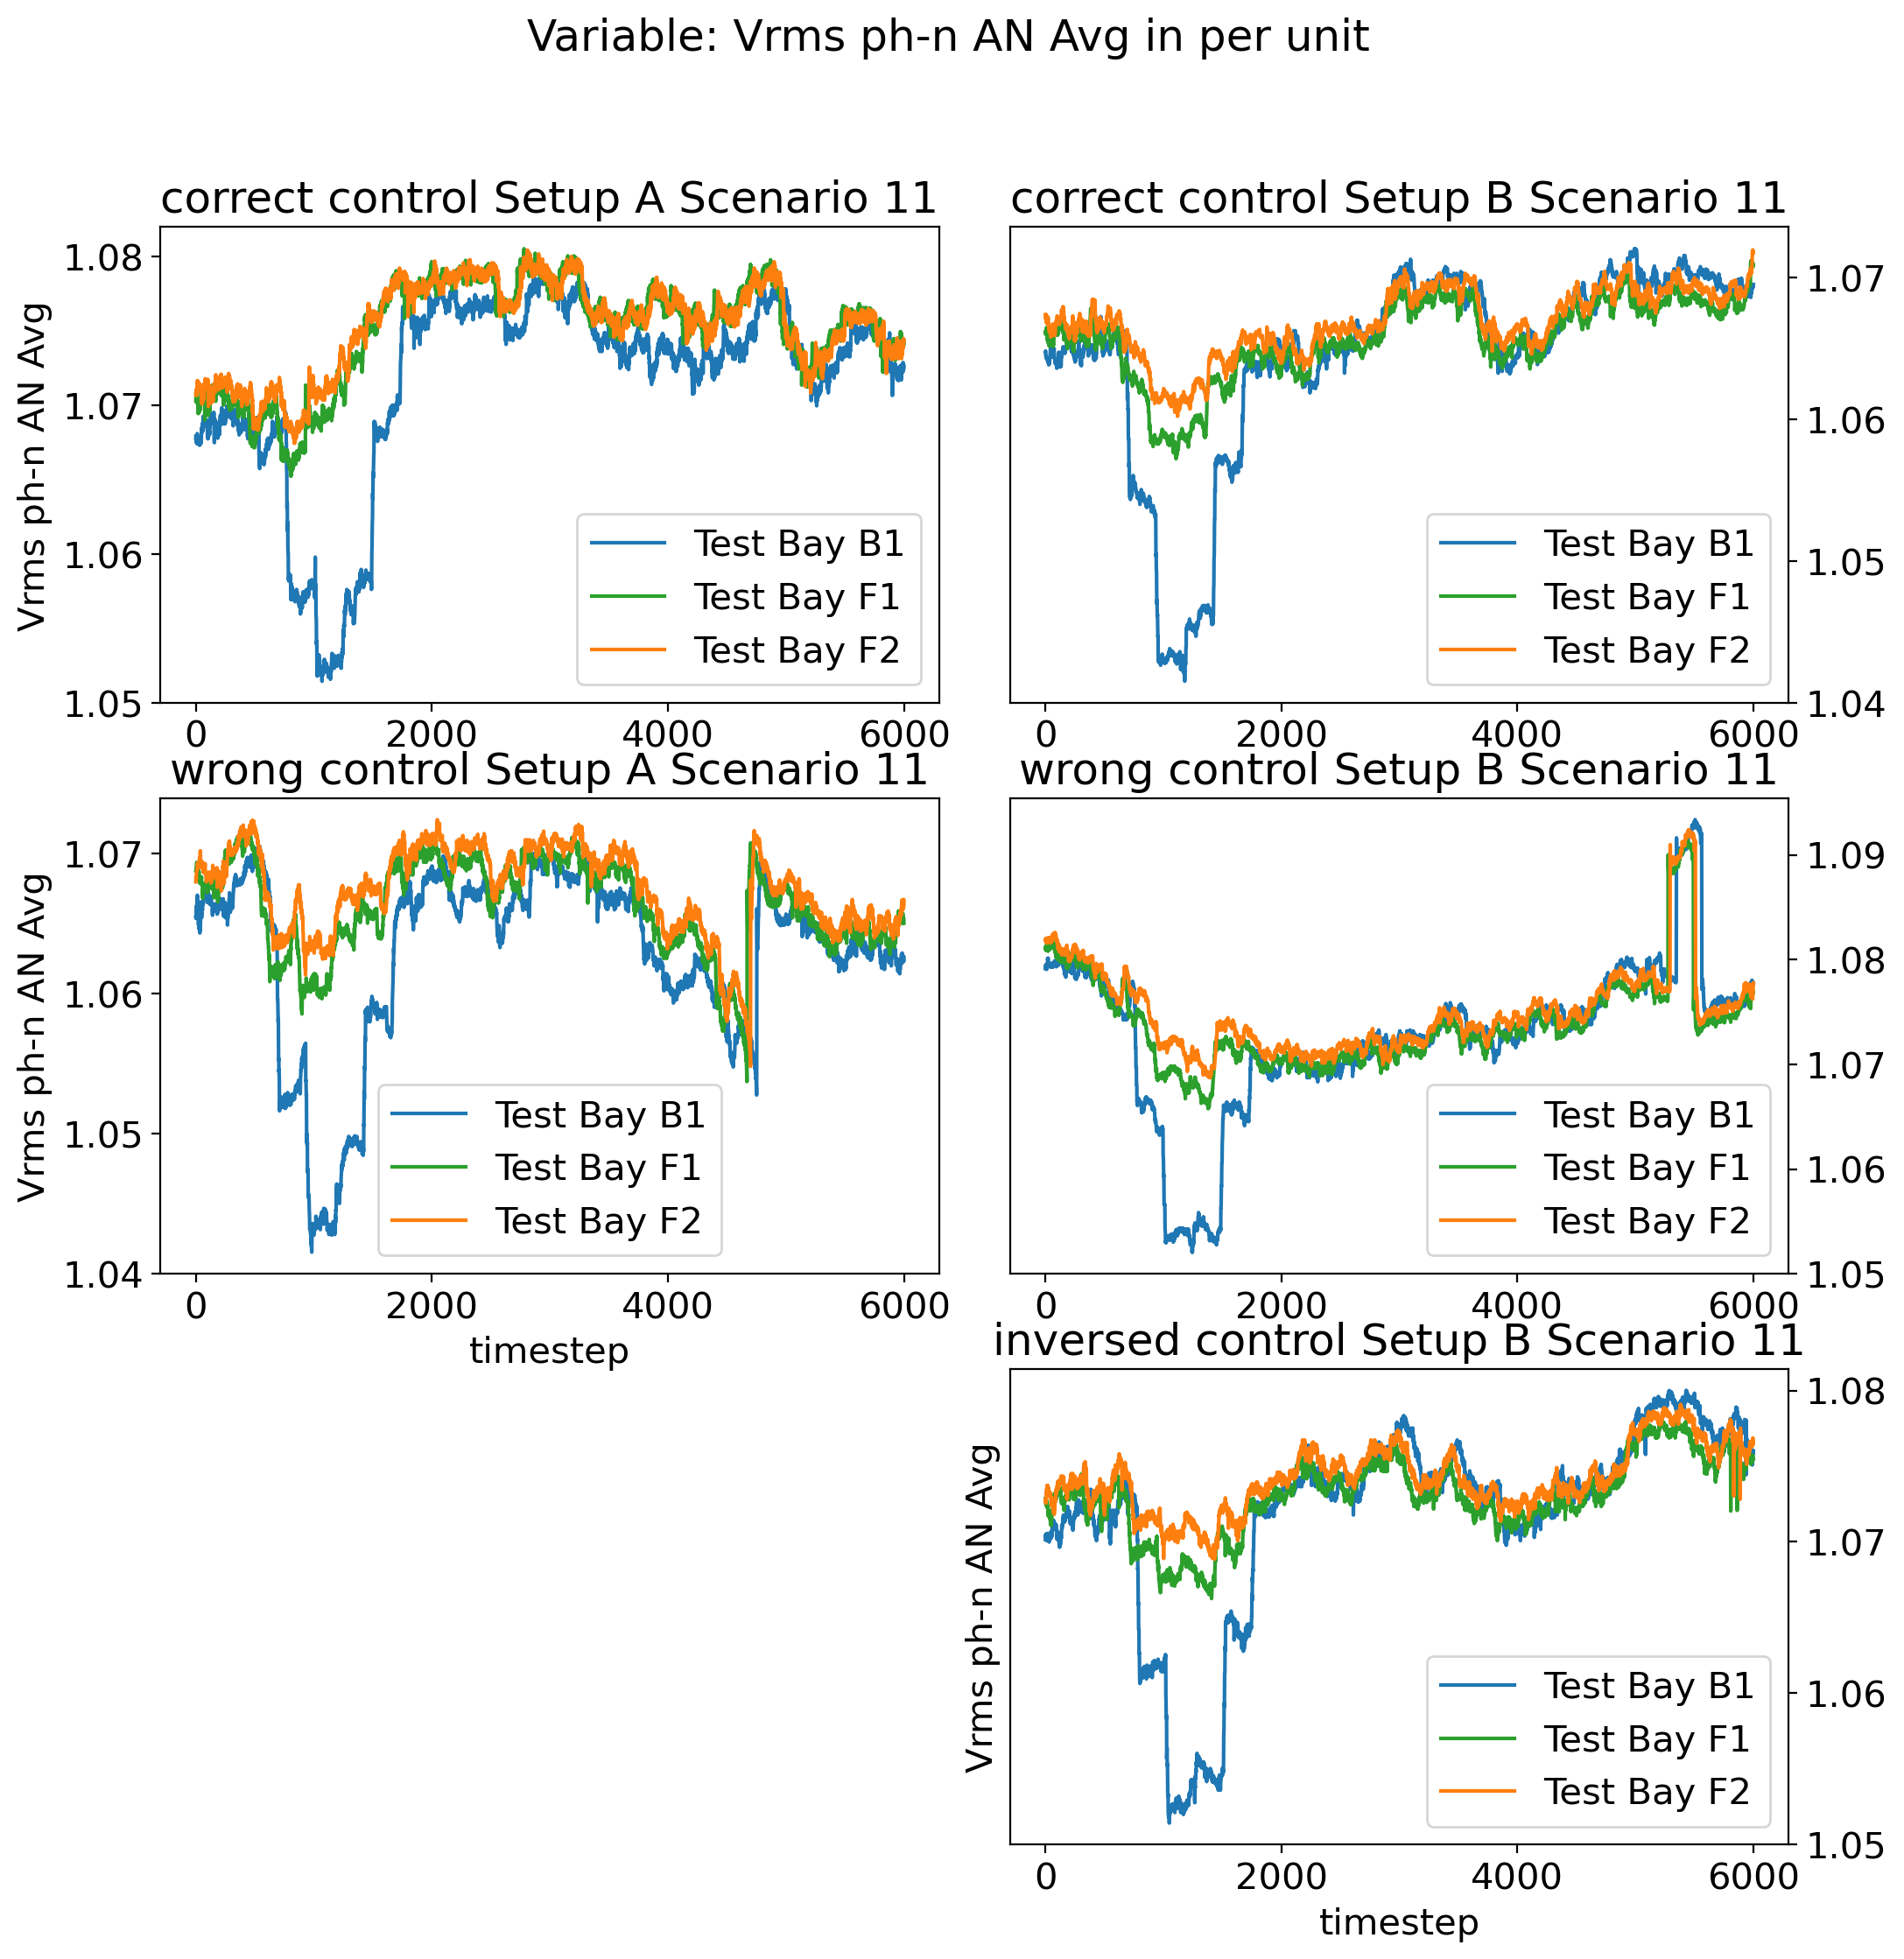 Variable: Vrms ph-n AN Avg in per unit
correct control Setup A Scenario 11
Vrms ph-n AN Avg
1.08
1.07
1.06
1.05
0
2000
4000
6000
Test Bay B1
Test Bay F1
Test Bay F2
correct control Setup B Scenario 11
1.07
1.06
1.05
1.04
0
2000
4000
6000
Test Bay B1
Test Bay F1
Test Bay F2
wrong control Setup A Scenario 11
Vrms ph-n AN Avg
1.07
1.06
1.05
1.04
0
2000
4000
6000
timestep
Test Bay B1
Test Bay F1
Test Bay F2
wrong control Setup B Scenario 11
1.09
1.08
1.07
1.06
1.05
0
2000
4000
6000
Test Bay B1
Test Bay F1
Test Bay F2
inversed control Setup B Scenario 11
Vrms ph-n AN Avg
1.08
1.07
1.06
1.05
0
2000
4000
6000
timestep
Test Bay B1
Test Bay F1
Test Bay F2